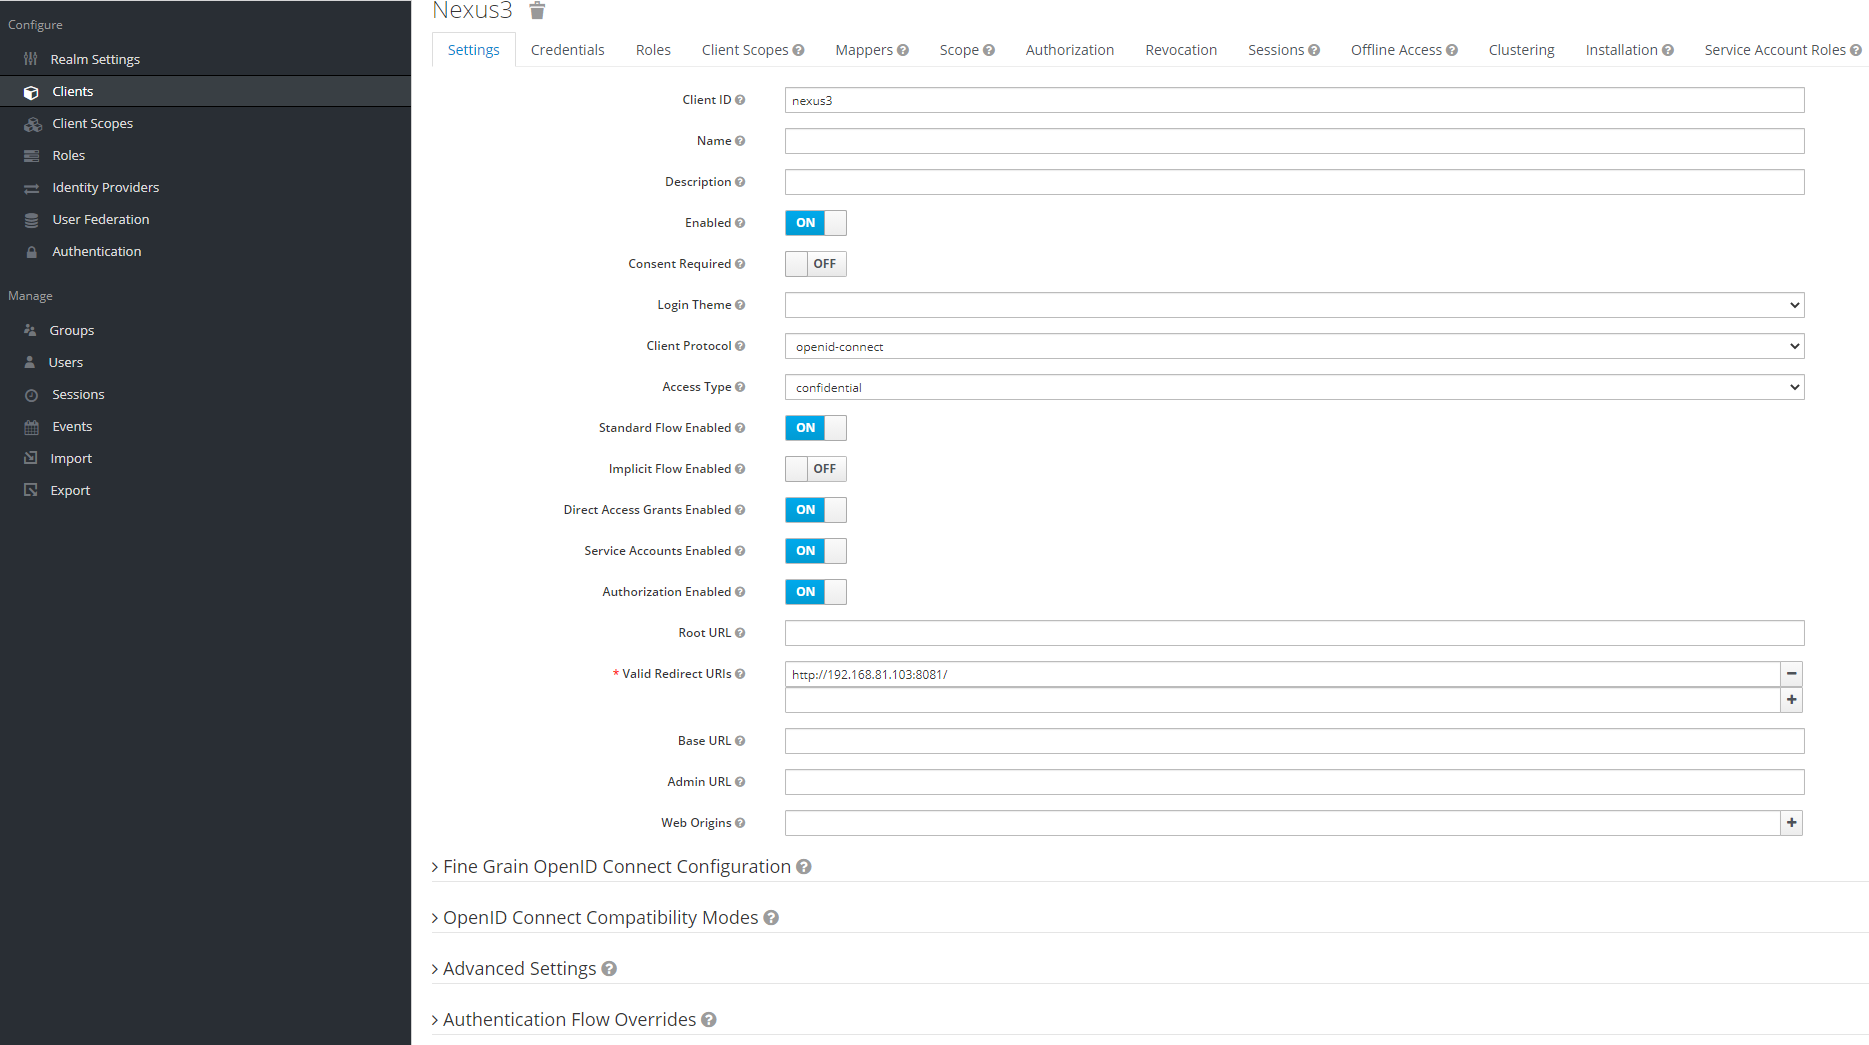 Configure
Realm Settings
Clients
Client Scopes
Roles
Identity Providers
User Federation
Authentication
Manage
Groups
Users
Sessions
Events
Import
Export
Nexus3
Settings Credentials Roles Client Scopes Mappers Scope Authorization Revocation Sessions Offline Access Clustering Installation Service Account Roles
Client ID nexus3
Name
Description
Enabled ON
Consent Required OFF
Login Theme
Client Protocol openid-connect
Access Type confidential
Standard Flow Enabled ON
Implicit Flow Enabled OFF
Direct Access Grants Enabled ON
Service Accounts Enabled ON
Authorization Enabled ON
Root URL
* Valid Redirect URIs http://192.168.81.103:8081/
Base URL
Admin URL
Web Origins
Fine Grain OpenID Connect Configuration
OpenID Connect Compatibility Modes
Advanced Settings
Authentication Flow Overrides